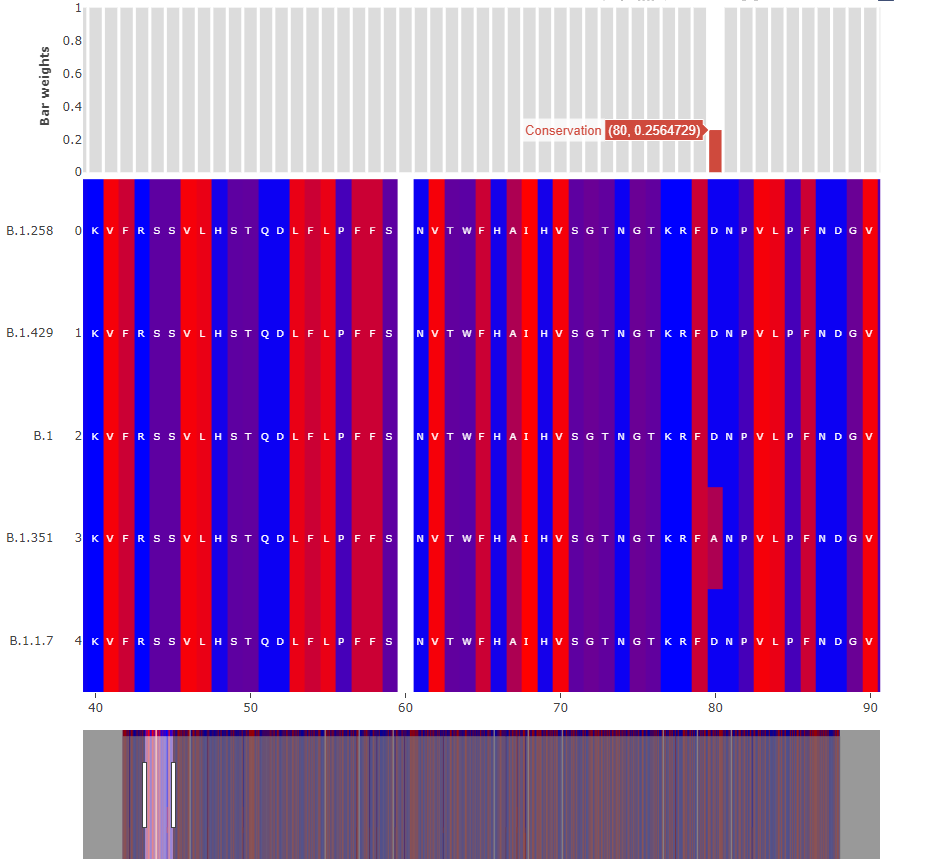 1
0.8
0.6
0.4
0.2
0
Bar weights
Conservation (80, 0.2564729)
B.1.258 0 K V F R S S V L H S T Q D L F L P F F S N V T W F H A I H V S G T N G T K R F D N P V L P F N D G V
B.1.429 1 K V F R S S V L H S T Q D L F L P F F S N V T W F H A I H V S G T N G T K R F D N P V L P F N D G V
B.1 2 K V F R S S V L H S T Q D L F L P F F S N V T W F H A I H V S G T N G T K R F D N P V L P F N D G V
B.1.351 3 K V F R S S V L H S T Q D L F L P F F S N V T W F H A I H V S G T N G T K R F A N P V L P F N D G V
B.1.1.7 4 K V F R S S V L H S T Q D L F L P F F S N V T W F H A I H V S G T N G T K R F D N P V L P F N D G V
40 50 60 70 80 90